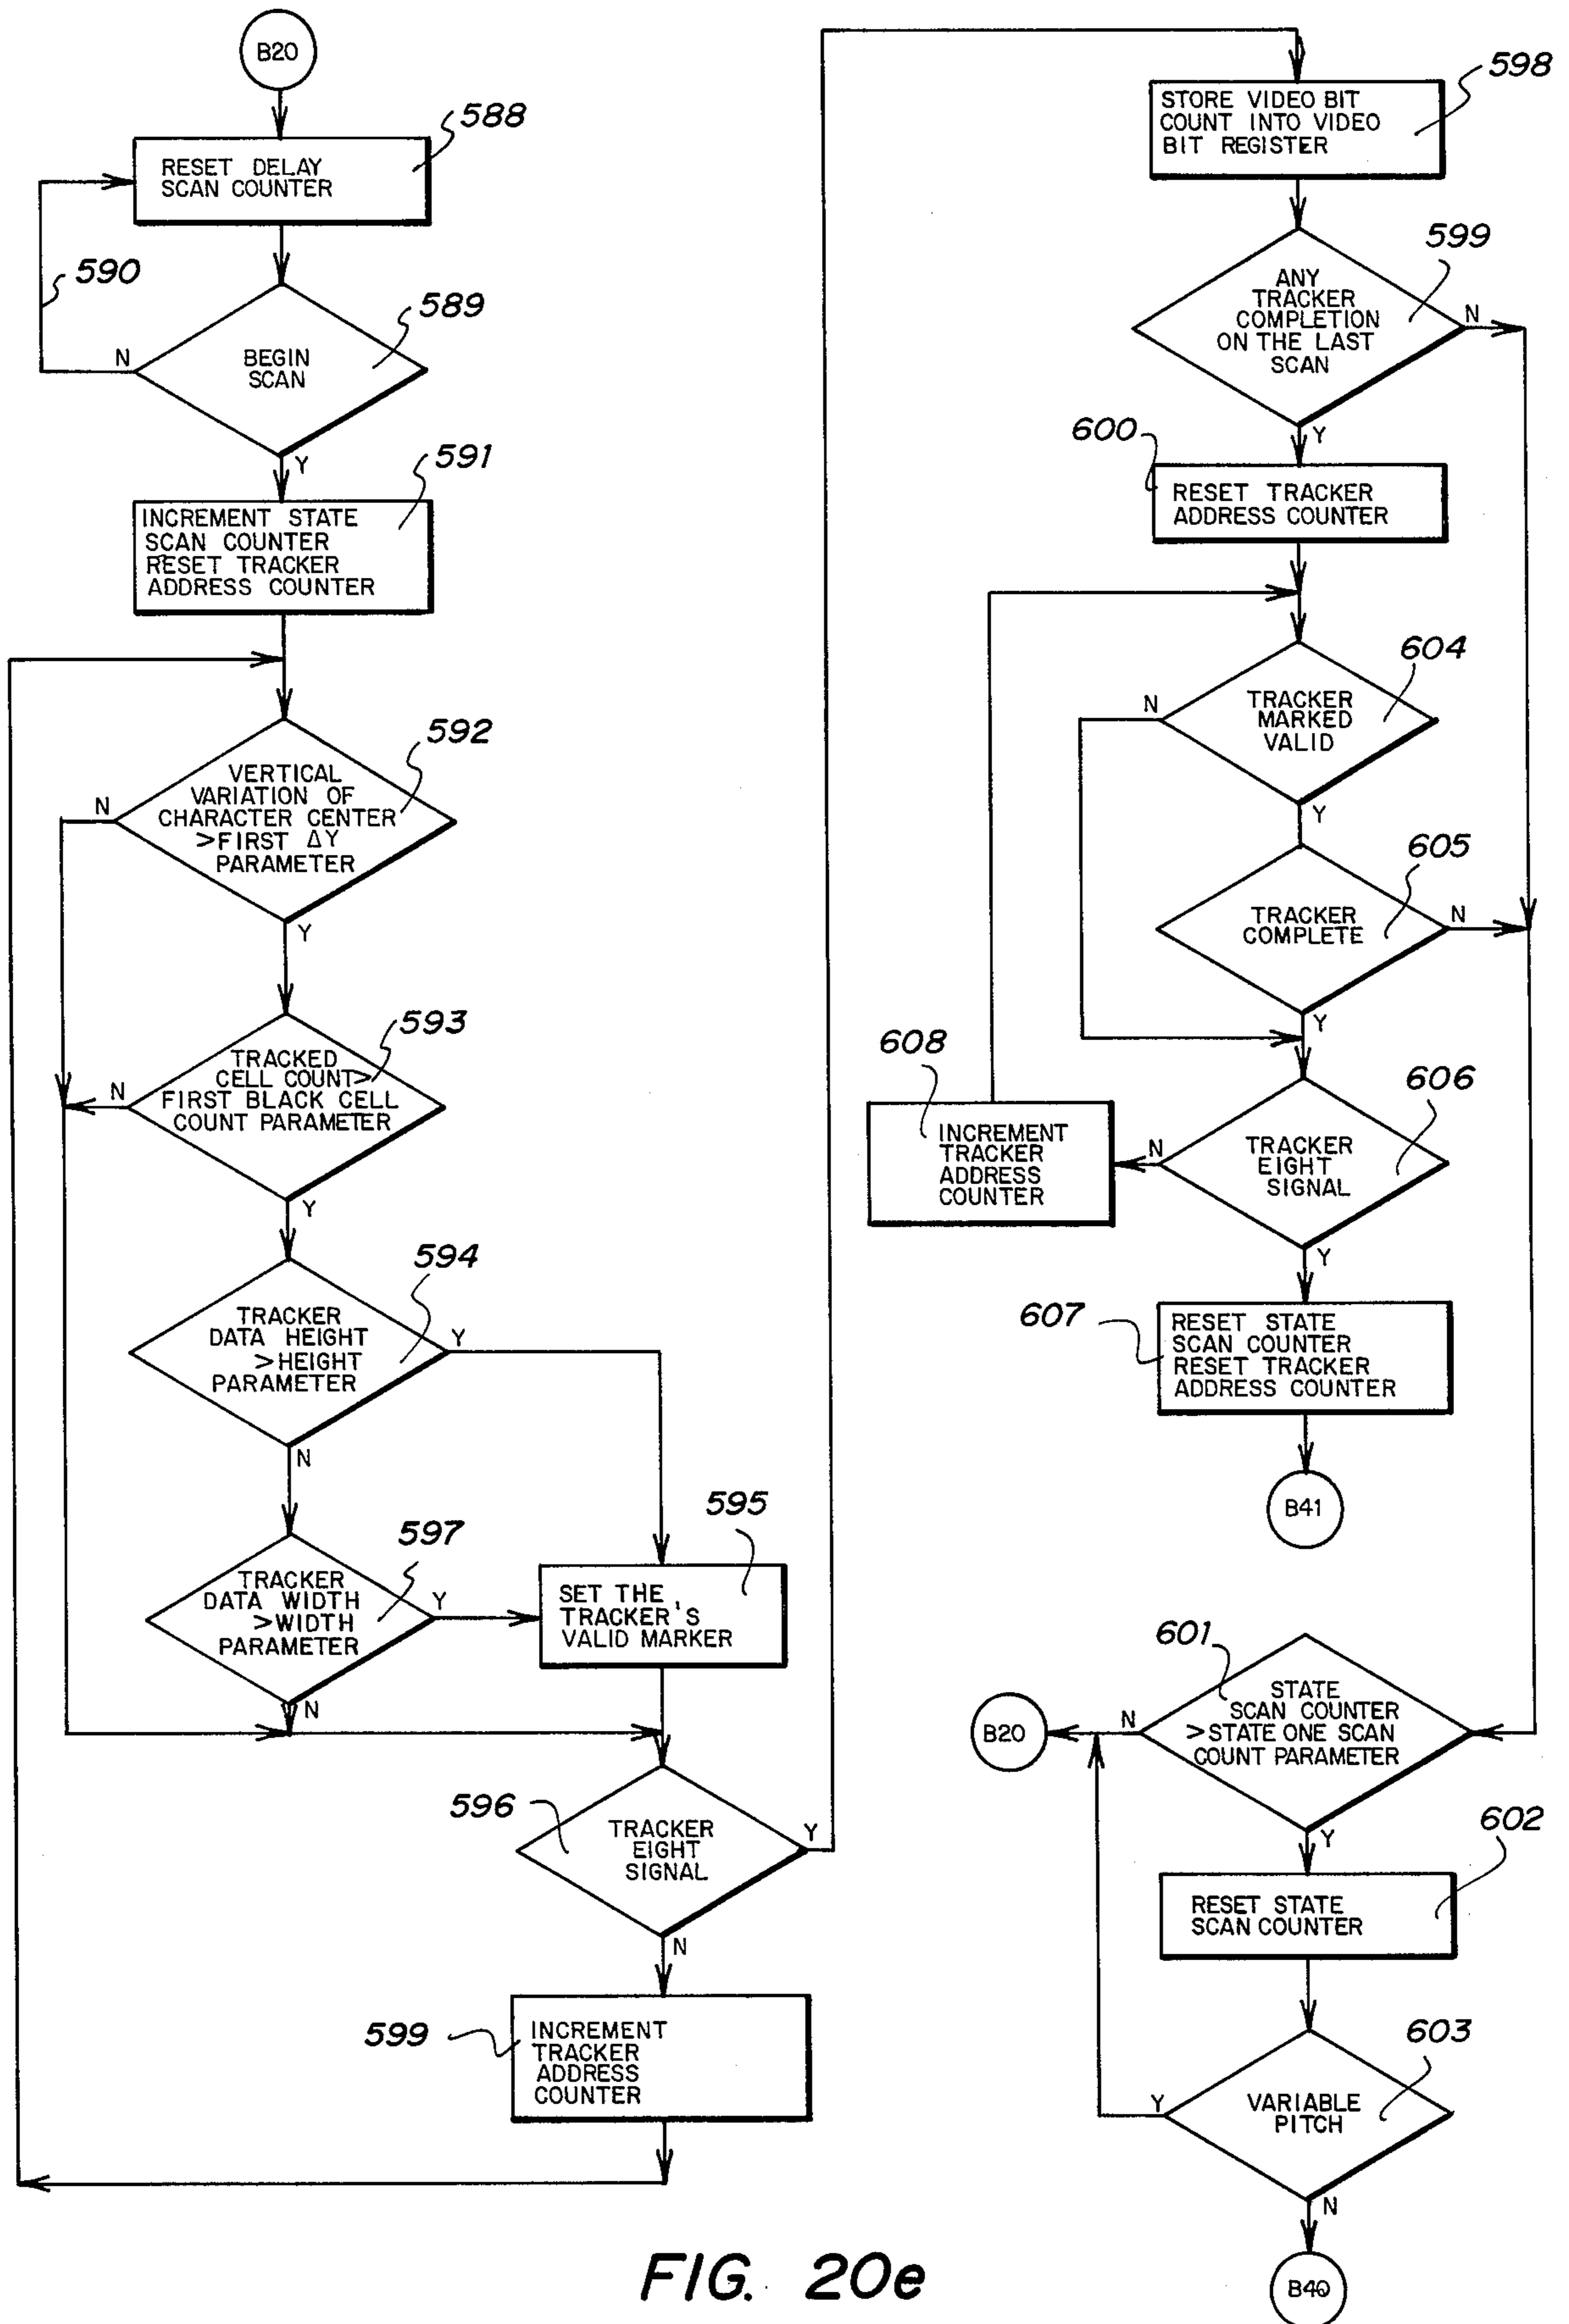 B20
588
RESET DELAY
SCAN COUNTER
590
589
N
BEGIN
SCAN
Y
591
INCREMENT STATE
SCAN COUNTER
RESET TRACKER
ADDRESS COUNTER
592
N
VERTICAL
VARIATION OF
CHARACTER CENTER
>FIRST ΔY
PARAMETER
Y
593
N
TRACKED
CELL COUNT>
FIRST BLACK CELL
COUNT PARAMETER
Y
594
TRACKER
DATA HEIGHT
>HEIGHT
PARAMETER
Y
N
597
TRACKER
DATA WIDTH
>WIDTH
PARAMETER
Y
N
595
SET THE
TRACKER'S
VALID MARKER
596
TRACKER
EIGHT
SIGNAL
Y
N
599
INCREMENT
TRACKER
ADDRESS
COUNTER
598
STORE VIDEO BIT
COUNT INTO VIDEO
BIT REGISTER
599
ANY
TRACKER
COMPLETION
ON THE LAST
SCAN
N
Y
600
RESET TRACKER
ADDRESS COUNTER
604
N
TRACKER
MARKED
VALID
Y
605
TRACKER
COMPLETE
N
Y
608
INCREMENT
TRACKER
ADDRESS
COUNTER
606
N
TRACKER
EIGHT
SIGNAL
Y
607
RESET STATE
SCAN COUNTER
RESET TRACKER
ADDRESS COUNTER
B41
601
B20
N
STATE
SCAN COUNTER
>STATE ONE SCAN
COUNT PARAMETER
Y
602
RESET STATE
SCAN COUNTER
603
Y
VARIABLE
PITCH
N
B40
FIG. 20e